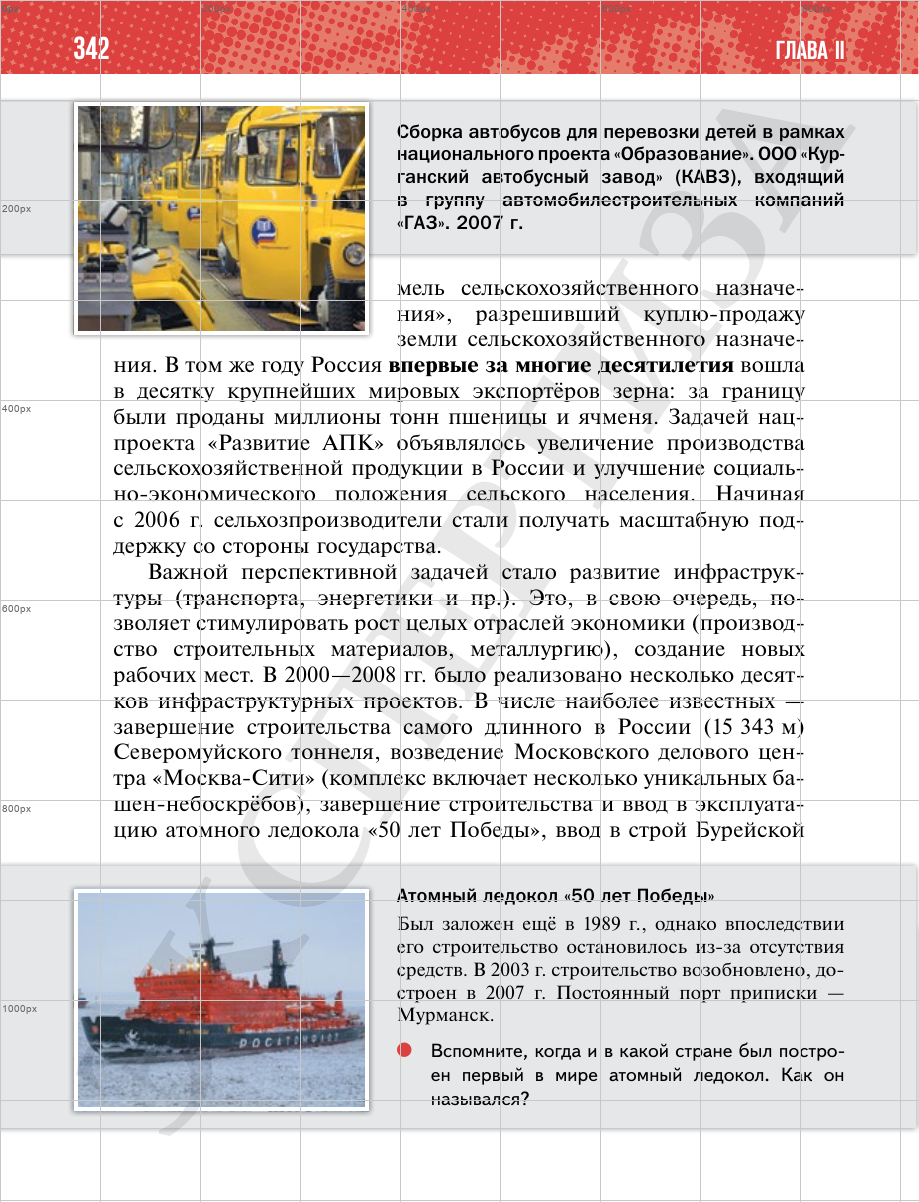 342
ГЛАВА II
Сборка автобусов для перевозки детей в рамках
национального проекта «Образование». ООО «Кур-
ганский автобусный завод» (КАВЗ), входящий
в группу автомобилестроительных компаний
«ГАЗ». 2007 г.
мель сельскохозяйственного назначе-
ния», разрешивший куплю-продажу
земли сельскохозяйственного назначе-
ния. В том же году Россия впервые за многие десятилетия вошла
в десятку крупнейших мировых экспортёров зерна: за границу
были проданы миллионы тонн пшеницы и ячменя. Задачей нац-
проекта «Развитие АПК» объявлялось увеличение производства
сельскохозяйственной продукции в России и улучшение социаль-
но-экономического положения сельского населения. Начиная
с 2006 г. сельхозпроизводители стали получать масштабную под-
держку со стороны государства.
Важной перспективной задачей стало развитие инфраструк-
туры (транспорта, энергетики и пр.). Это, в свою очередь, по-
зволяет стимулировать рост целых отраслей экономики (производ-
ство строительных материалов, металлургию), создание новых
рабочих мест. В 2000—2008 гг. было реализовано несколько десят-
ков инфраструктурных проектов. В числе наиболее известных —
завершение строительства самого длинного в России (15 343 м)
Северомуйского тоннеля, возведение Московского делового цен-
тра «Москва-Сити» (комплекс включает несколько уникальных ба-
шен-небоскрёбов), завершение строительства и ввод в эксплуата-
цию атомного ледокола «50 лет Победы», ввод в строй Бурейской
Атомный ледокол «50 лет Победы»
Был заложен ещё в 1989 г., однако впоследствии
его строительство остановилось из-за отсутствия
средств. В 2003 г. строительство возобновлено, до-
строен в 2007 г. Постоянный порт приписки —
Мурманск.
РОСАТОМФЛОТ
Вспомните, когда и в какой стране был постро-
ен первый в мире атомный ледокол. Как он
назывался?
200px
400px
600px
800px
1000px